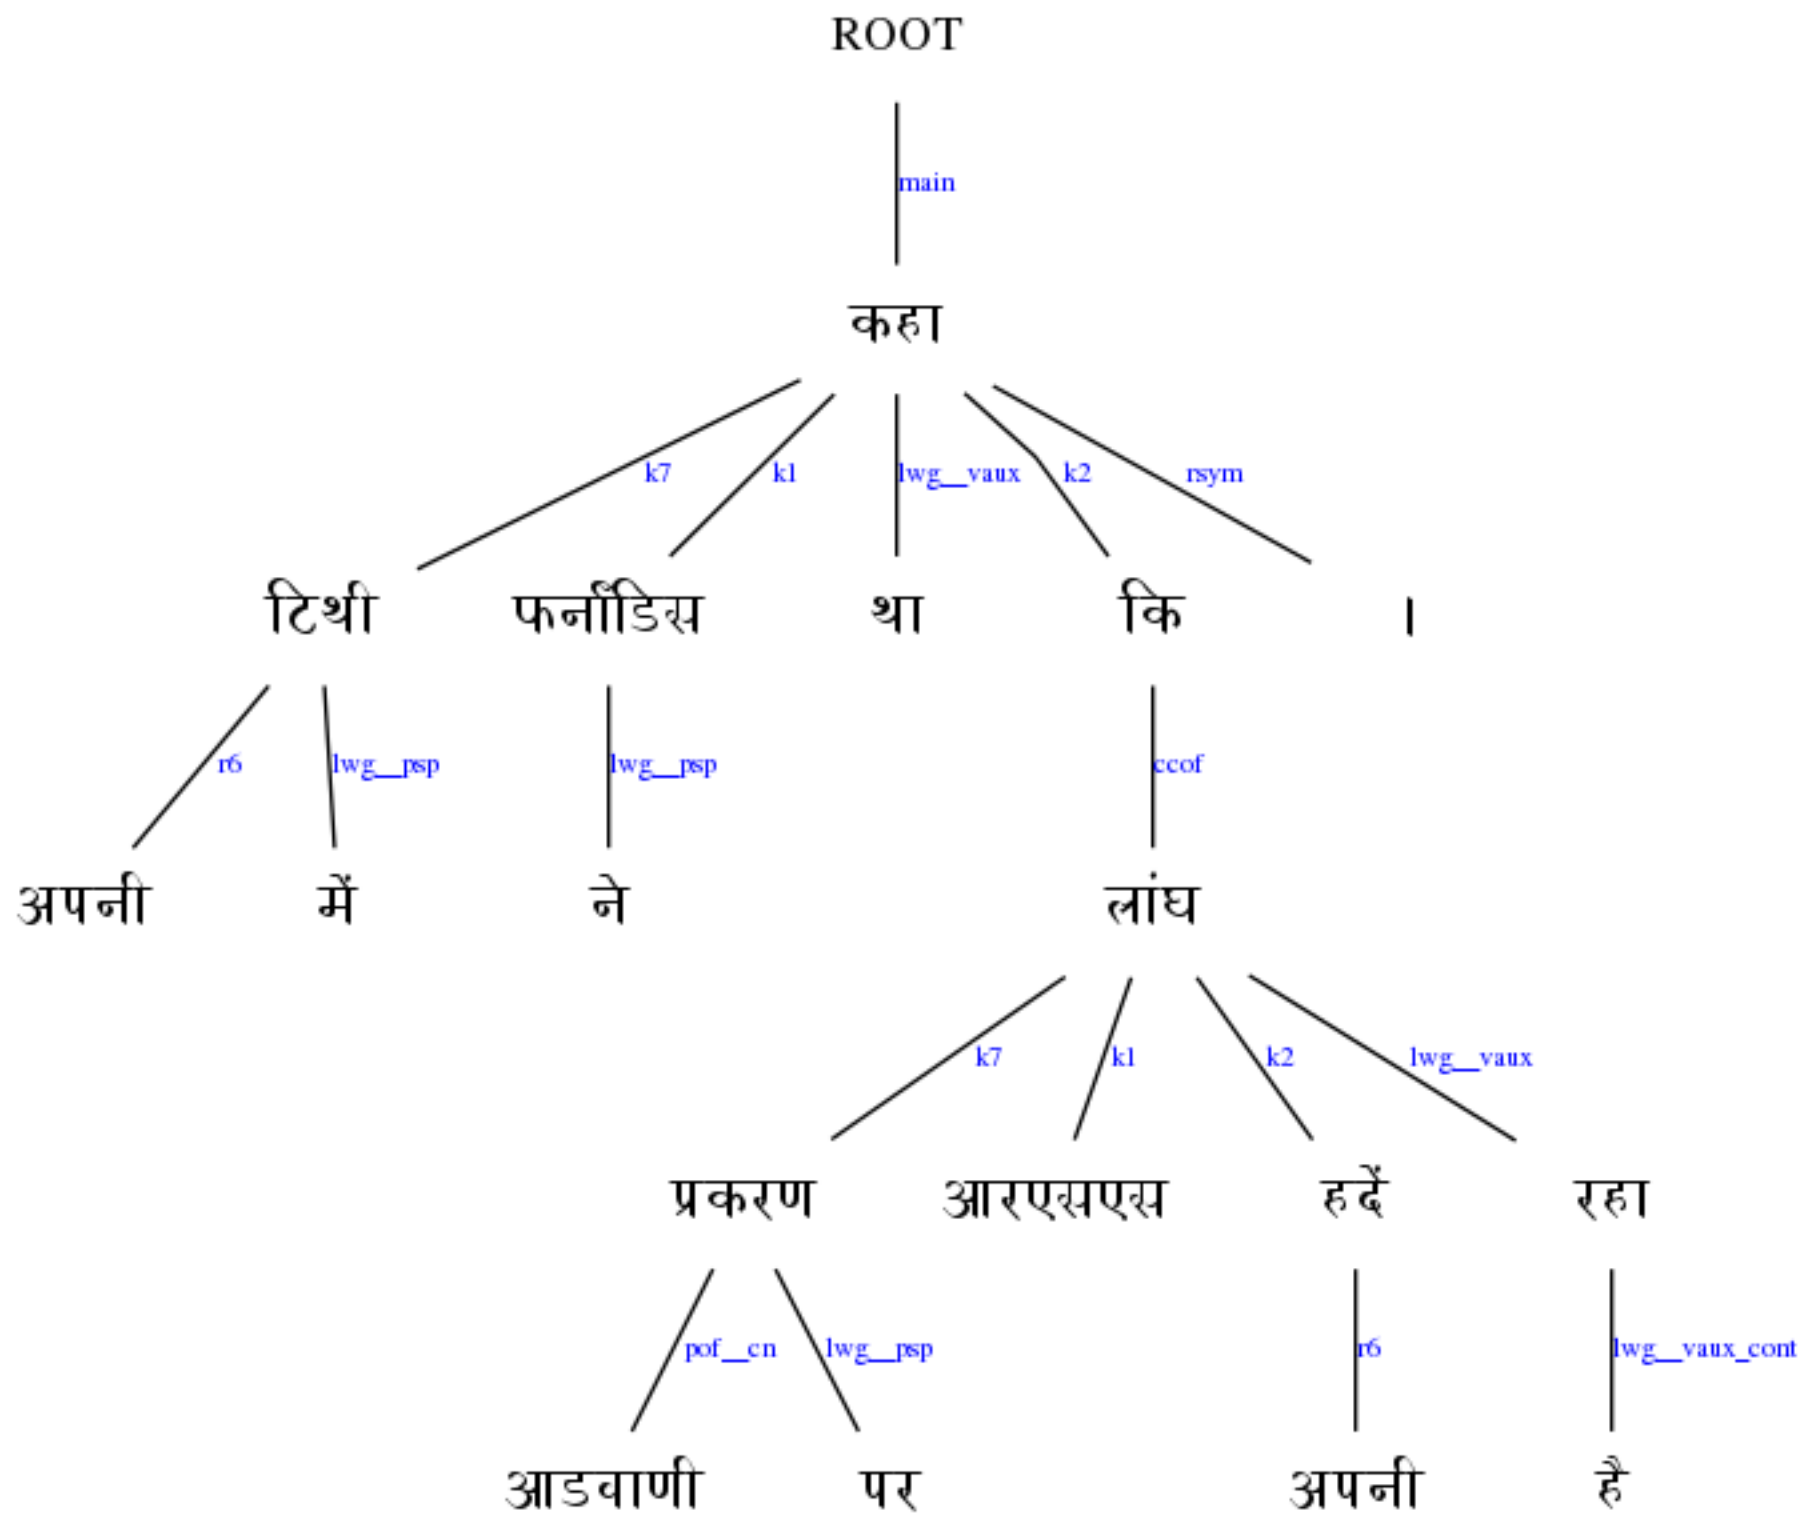 ROOT
main
कहा
k7 k1 lwg__vaux k2 rsym
टिथी फर्नांडिस था कि ।
r6 lwg__psp lwg__psp ccof
अपनी में ने लांघ
k7 k1 k2 lwg__vaux
प्रकरण आरएसएस हदें रहा
pof__cn lwg__psp r6 lwg__vaux_cont
आडवाणी पर अपनी है